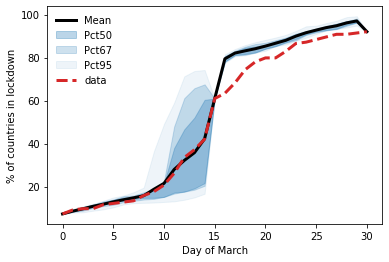 100
80
60
40
20
% of countries in lockdown
Mean
Pct50
Pct67
Pct95
data
0 5 10 15 20 25 30
Day of March